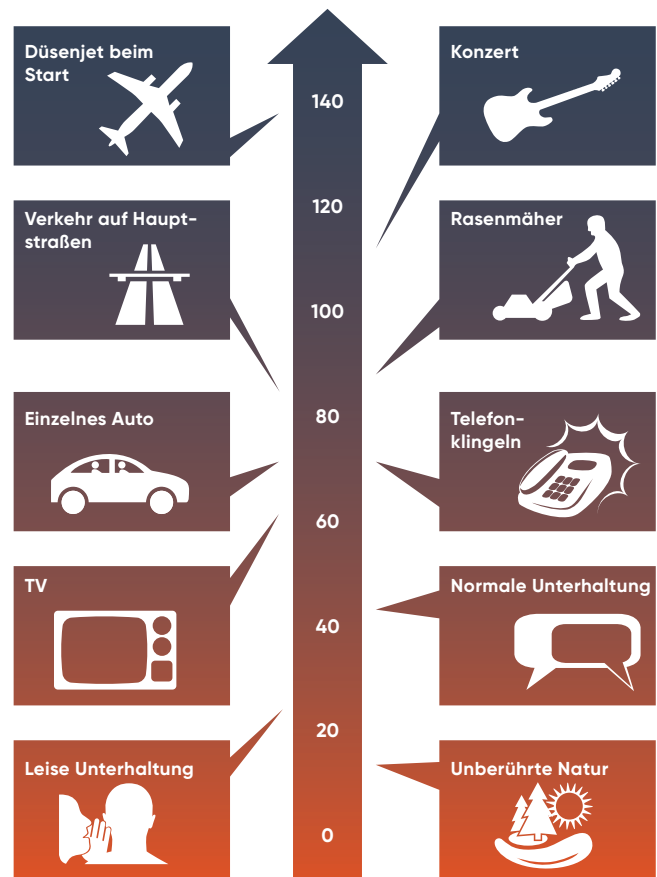 Düsenjet beim
Start
Konzert
140
120
Verkehr auf Haupt-
straßen
Rasenmäher
100
Einzelnes Auto
80
Telefon-
klingeln
60
TV
Normale Unterhaltung
40
20
Leise Unterhaltung
Unberührte Natur
0